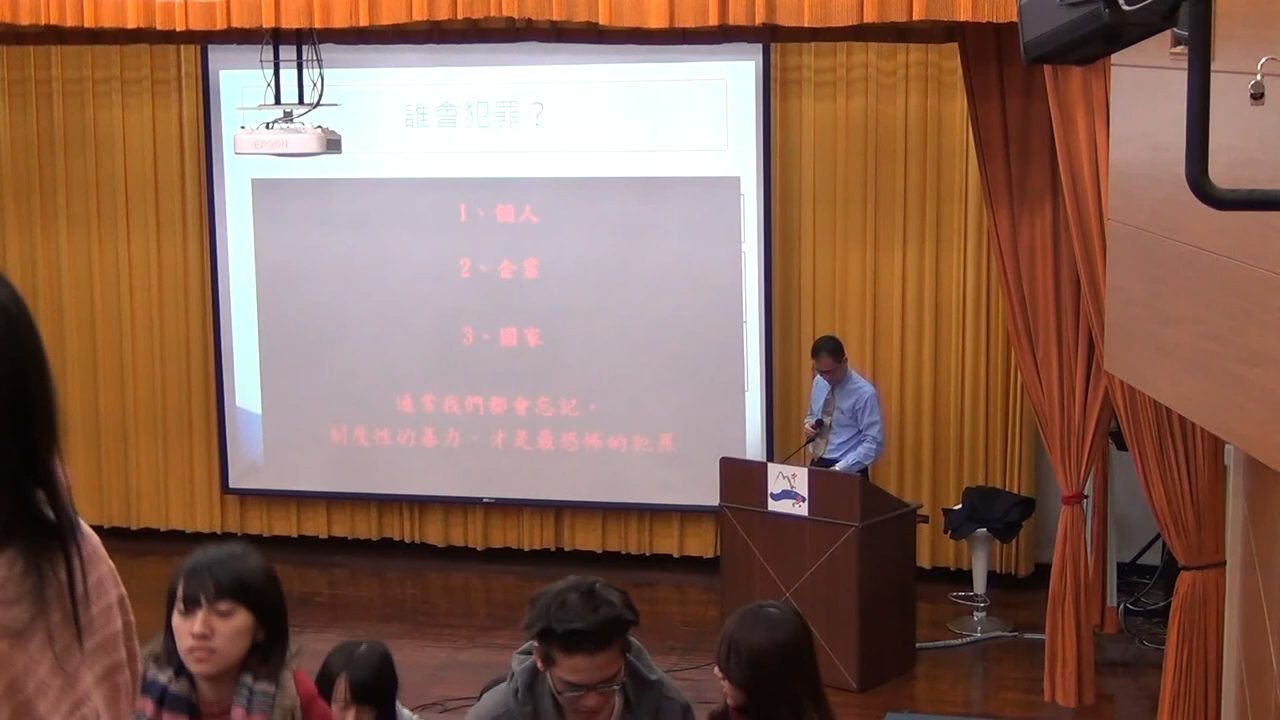 誰會犯罪？
EPSON
1、個人
2、企業
3、國家
通常我們都會忘記，
制度性的暴力，才是最恐怖的犯罪